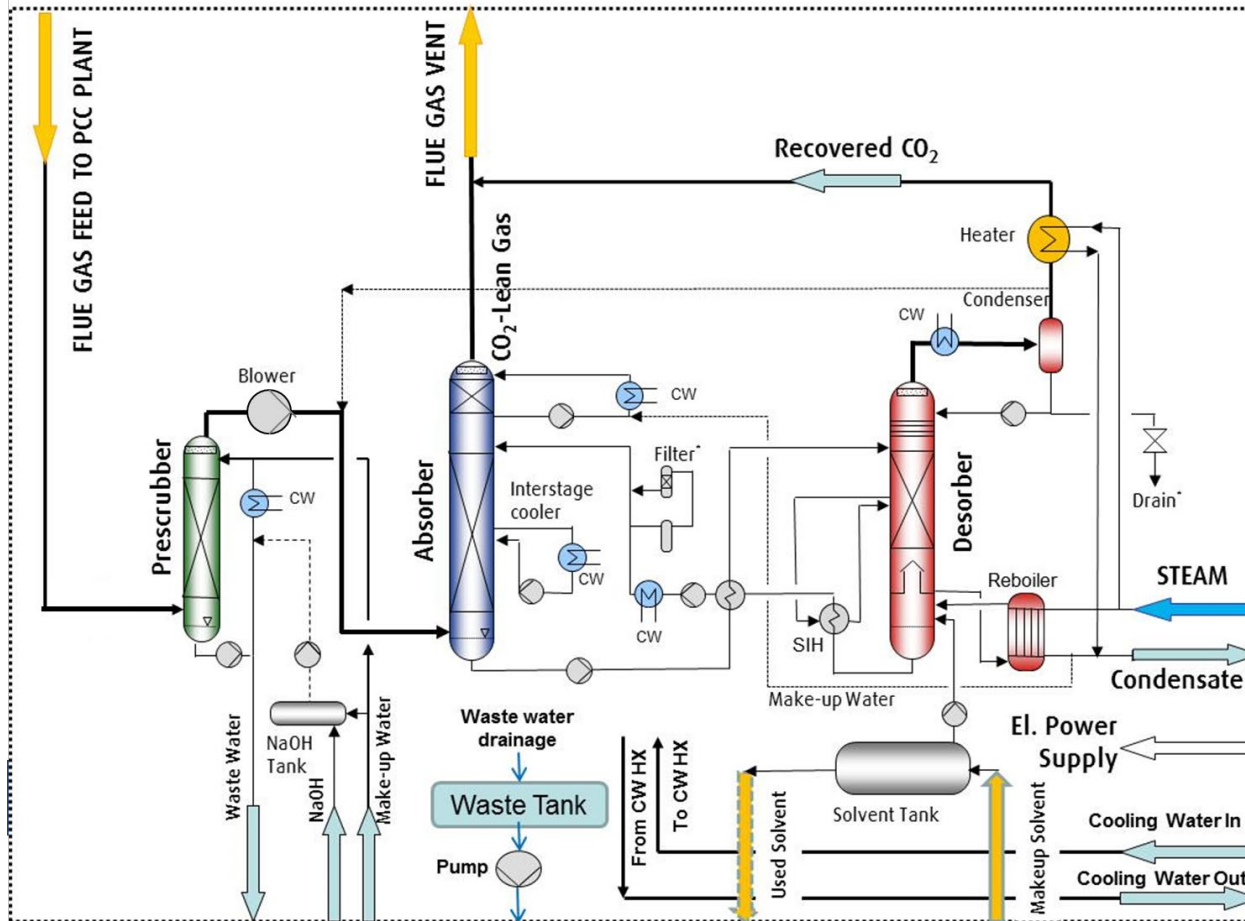 FLUE GAS FEED TO PCC PLANT
FLUE GAS VENT
Recovered CO₂
Heater
CO₂-Lean Gas
Condenser
CW
Blower
CW
Prescrubber
CW
Absorber
Filter*
Interstage
cooler
CW
Desorber
Drain*
Reboiler
STEAM
CW
SIH
Condensate
Make-up Water
NaOH
Tank
Waste Water
NaOH
Make-up Water
Waste water
drainage
Waste Tank
Pump
From CW HX
To CW HX
Solvent Tank
Used Solvent
Makeup Solvent
El. Power
Supply
Cooling Water In
Cooling Water Out